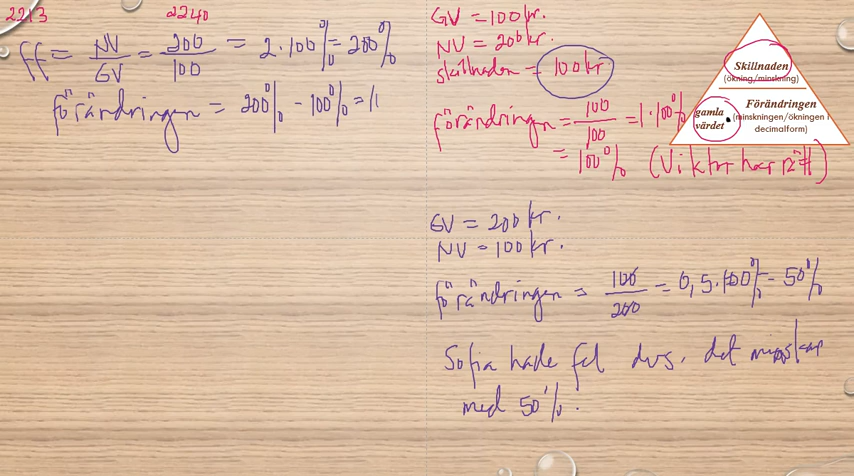 2213 2240
ff = NV/GV = 200/100 = 2·100% = 200%
förändringen = 200% - 100% = 1
GV = 100 kr.
NV = 200 kr.
skillnaden = 100 kr
förändringen = 100/100 = 1·100%
= 100% (Viktor har rätt)
Skillnaden
(ökning/minskning)
gamla
värdet
Förändringen
(minskningen/ökningen i
decimalform)
GV = 200 kr.
NV = 100 kr.
förändringen = 100/200 = 0,5·100% = 50%
Sofia hade fel dvs. det minskar
med 50%.